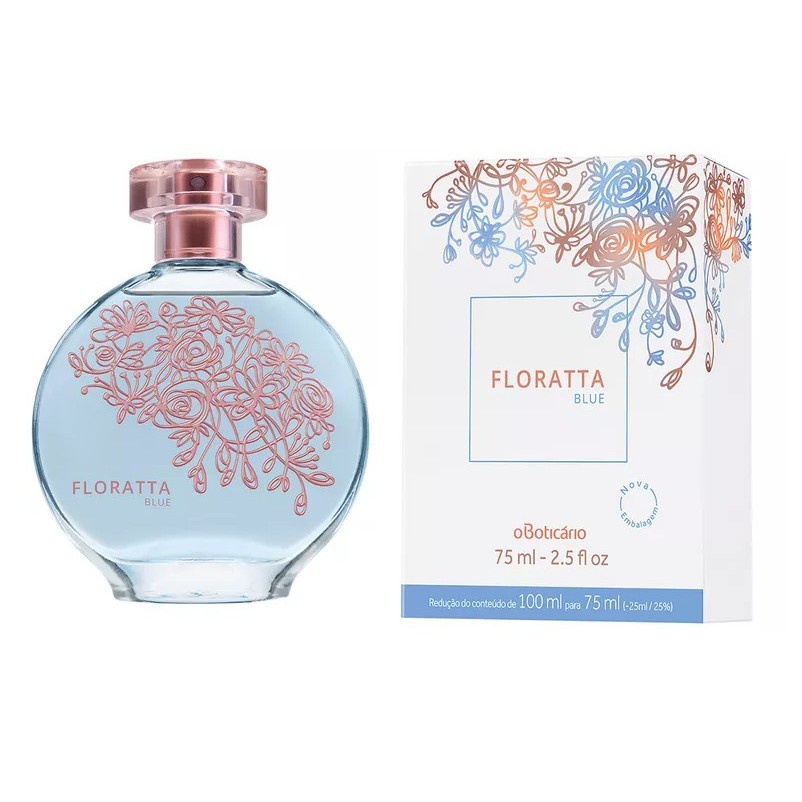 FLORATTA
BLUE
FLORATTA
BLUE
Nova
Embalagem
oBoticário
75 ml - 2.5 fl oz
Redução do conteúdo de 100 ml para 75 ml (-25ml / 25%)